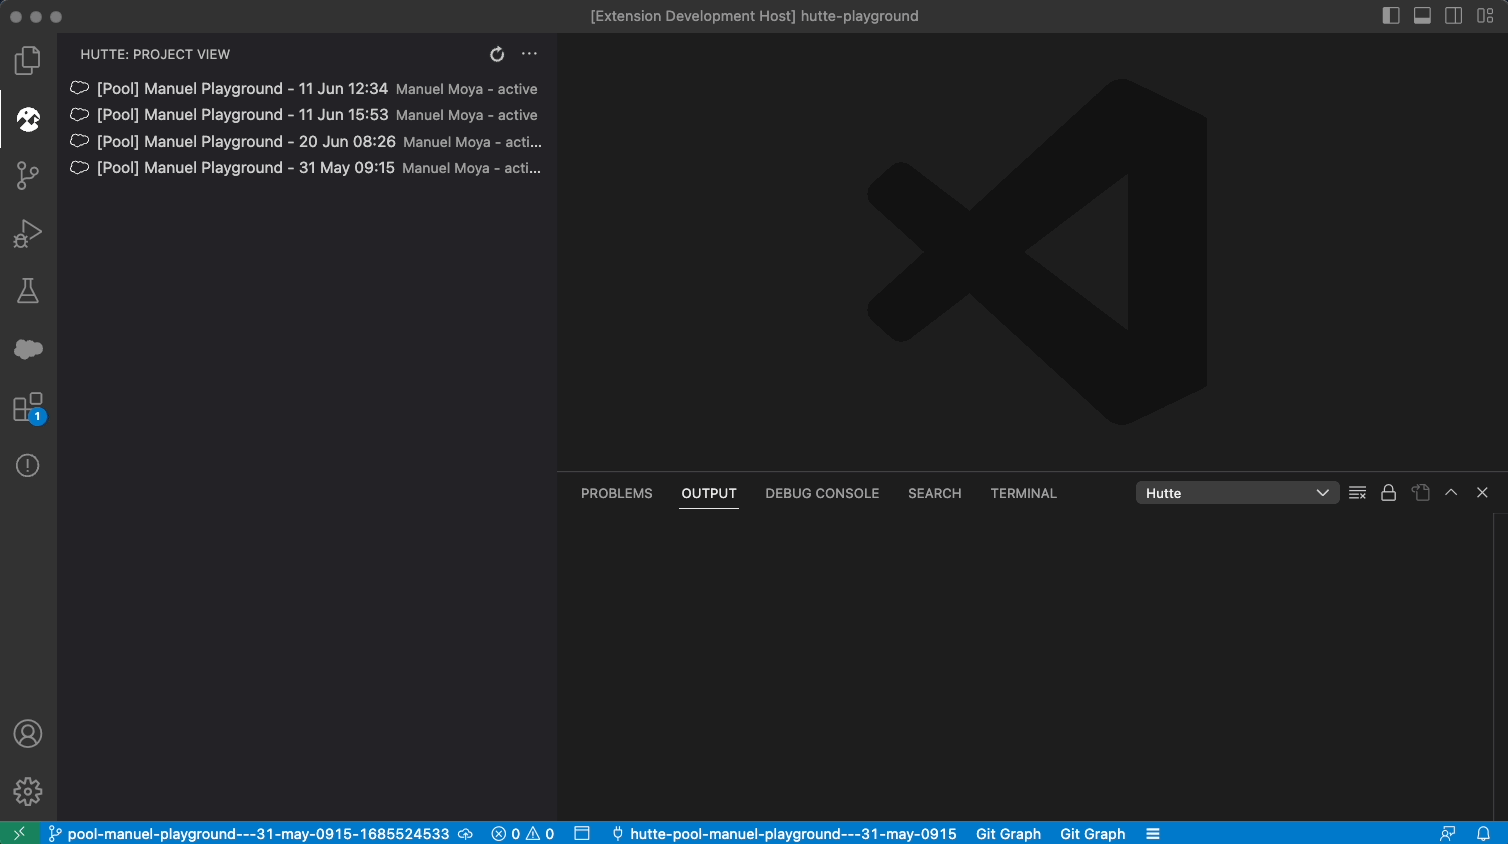 [Extension Development Host] hutte-playground
HUTTE: PROJECT VIEW
[Pool] Manuel Playground - 11 Jun 12:34 Manuel Moya - active
[Pool] Manuel Playground - 11 Jun 15:53 Manuel Moya - active
[Pool] Manuel Playground - 20 Jun 08:26 Manuel Moya - acti...
[Pool] Manuel Playground - 31 May 09:15 Manuel Moya - acti...
1
PROBLEMS OUTPUT DEBUG CONSOLE SEARCH TERMINAL Hutte
pool-manuel-playground---31-may-0915-1685524533 0 0 hutte-pool-manuel-playground---31-may-0915 Git Graph Git Graph